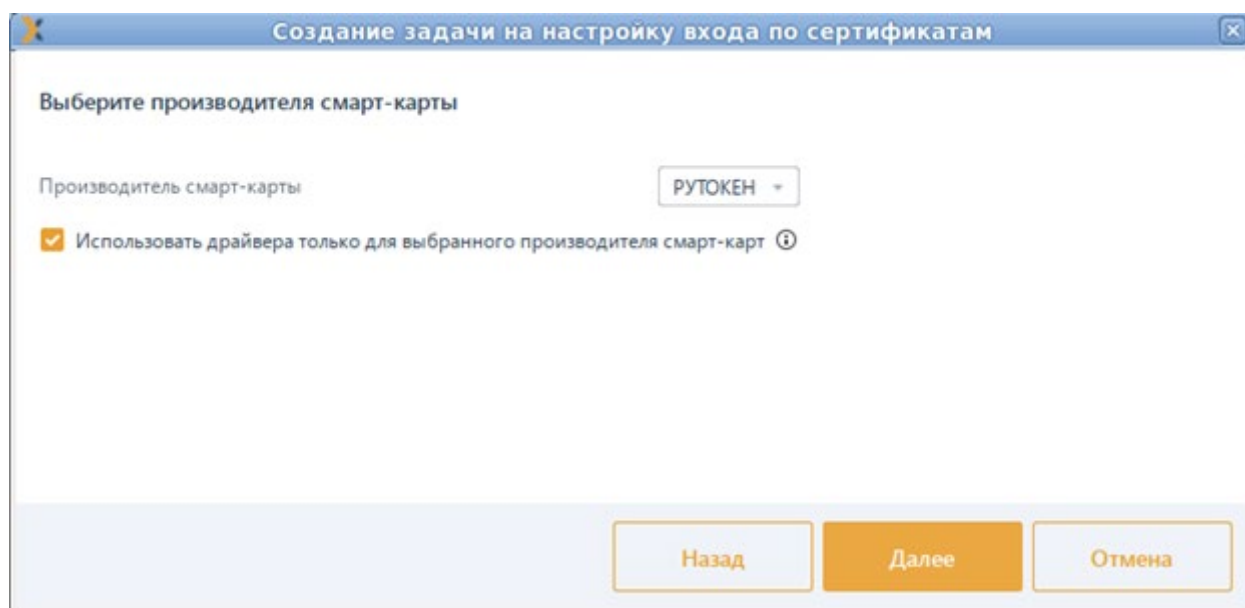 Создание задачи на настройку входа по сертификатам
Выберите производителя смарт-карты
Производитель смарт-карты РУТОКЕН
Использовать драйвера только для выбранного производителя смарт-карт
Назад Далее Отмена